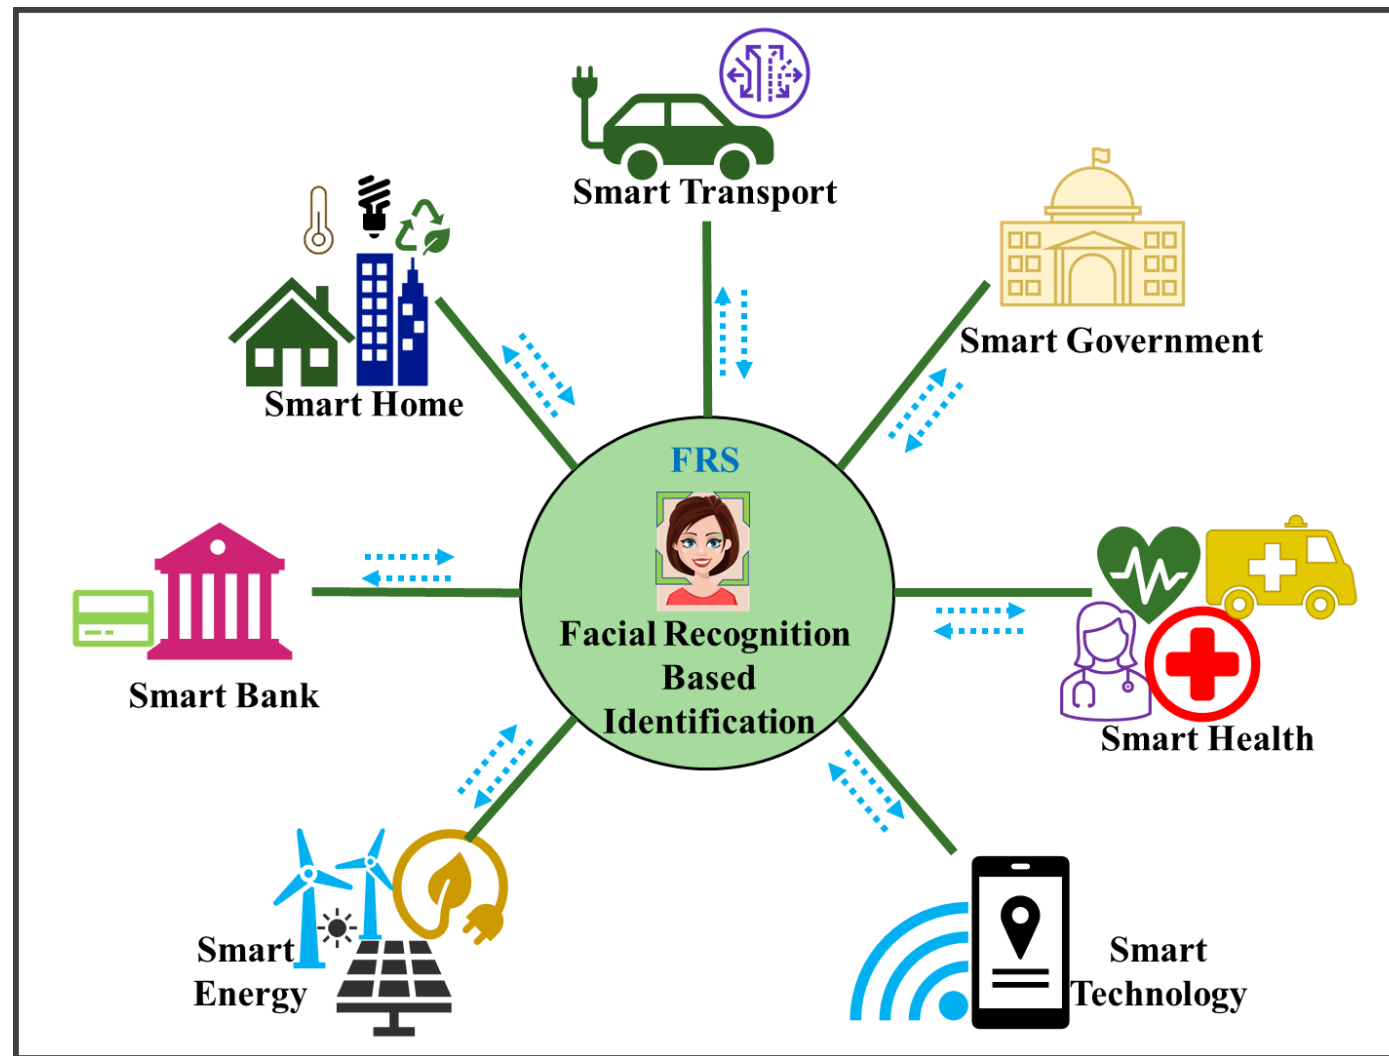 Smart Transport
Smart Government
Smart Home
FRS
Facial Recognition
Based
Identification
Smart Bank
Smart Health
Smart
Energy
Smart
Technology